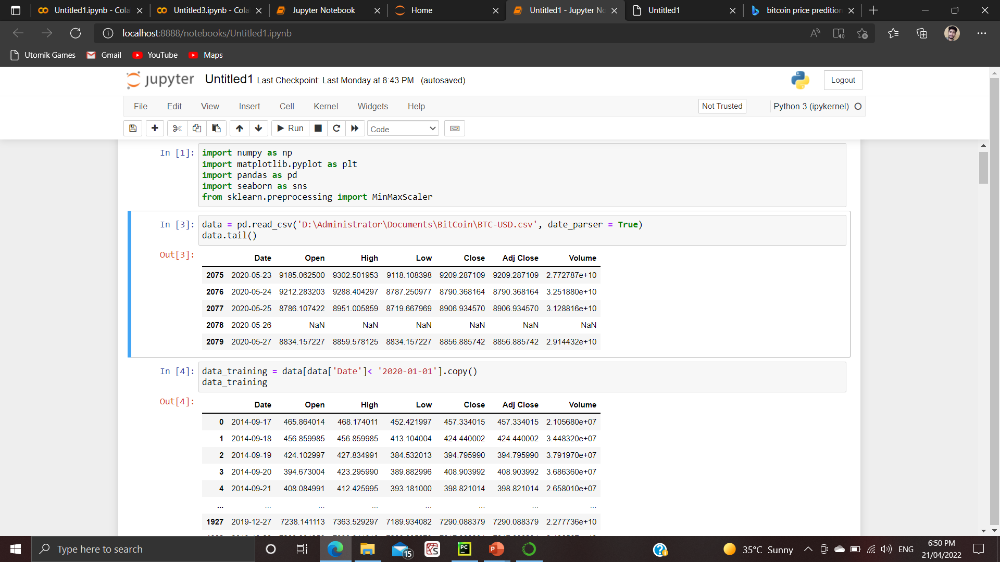 Untitled1.ipynb - Cola
Untitled3.ipynb - Cola
Jupyter Notebook
Home
Untitled1 - Jupyter No
Untitled1
bitcoin price predition
localhost:8888/notebooks/Untitled1.ipynb
Utomik Games
Gmail
YouTube
Maps
jupyter Untitled1 Last Checkpoint: Last Monday at 8:43 PM (autosaved)
Logout
File Edit View Insert Cell Kernel Widgets Help
Not Trusted
Python 3 (ipykernel)
Run
Code
In [1]:
import numpy as np
import matplotlib.pyplot as plt
import pandas as pd
import seaborn as sns
from sklearn.preprocessing import MinMaxScaler
In [3]:
data = pd.read_csv('D:\Administrator\Documents\BitCoin\BTC-USD.csv', date_parser = True)
data.tail()
Out[3]:
Date Open High Low Close Adj Close Volume
2075 2020-05-23 9185.062500 9302.501953 9118.108398 9209.287109 9209.287109 2.772787e+10
2076 2020-05-24 9212.283203 9288.404297 8787.250977 8790.368164 8790.368164 3.251880e+10
2077 2020-05-25 8786.107422 8951.005859 8719.667969 8906.934570 8906.934570 3.128816e+10
2078 2020-05-26 NaN NaN NaN NaN NaN NaN
2079 2020-05-27 8834.157227 8859.578125 8834.157227 8856.885742 8856.885742 2.914432e+10
In [4]:
data_training = data[data['Date']< '2020-01-01'].copy()
data_training
Out[4]:
Date Open High Low Close Adj Close Volume
0 2014-09-17 465.864014 468.174011 452.421997 457.334015 457.334015 2.105680e+07
1 2014-09-18 456.859985 456.859985 413.104004 424.440002 424.440002 3.448320e+07
2 2014-09-19 424.102997 427.834991 384.532013 394.795990 394.795990 3.791970e+07
3 2014-09-20 394.673004 423.295990 389.882996 408.903992 408.903992 3.686360e+07
4 2014-09-21 408.084991 412.425995 393.181000 398.821014 398.821014 2.658010e+07
... ... ... ... ... ... ... ...
1927 2019-12-27 7238.141113 7363.529297 7189.934082 7290.088379 7290.088379 2.277736e+10
Type here to search
15
PC
35°C Sunny
ENG
6:50 PM
21/04/2022